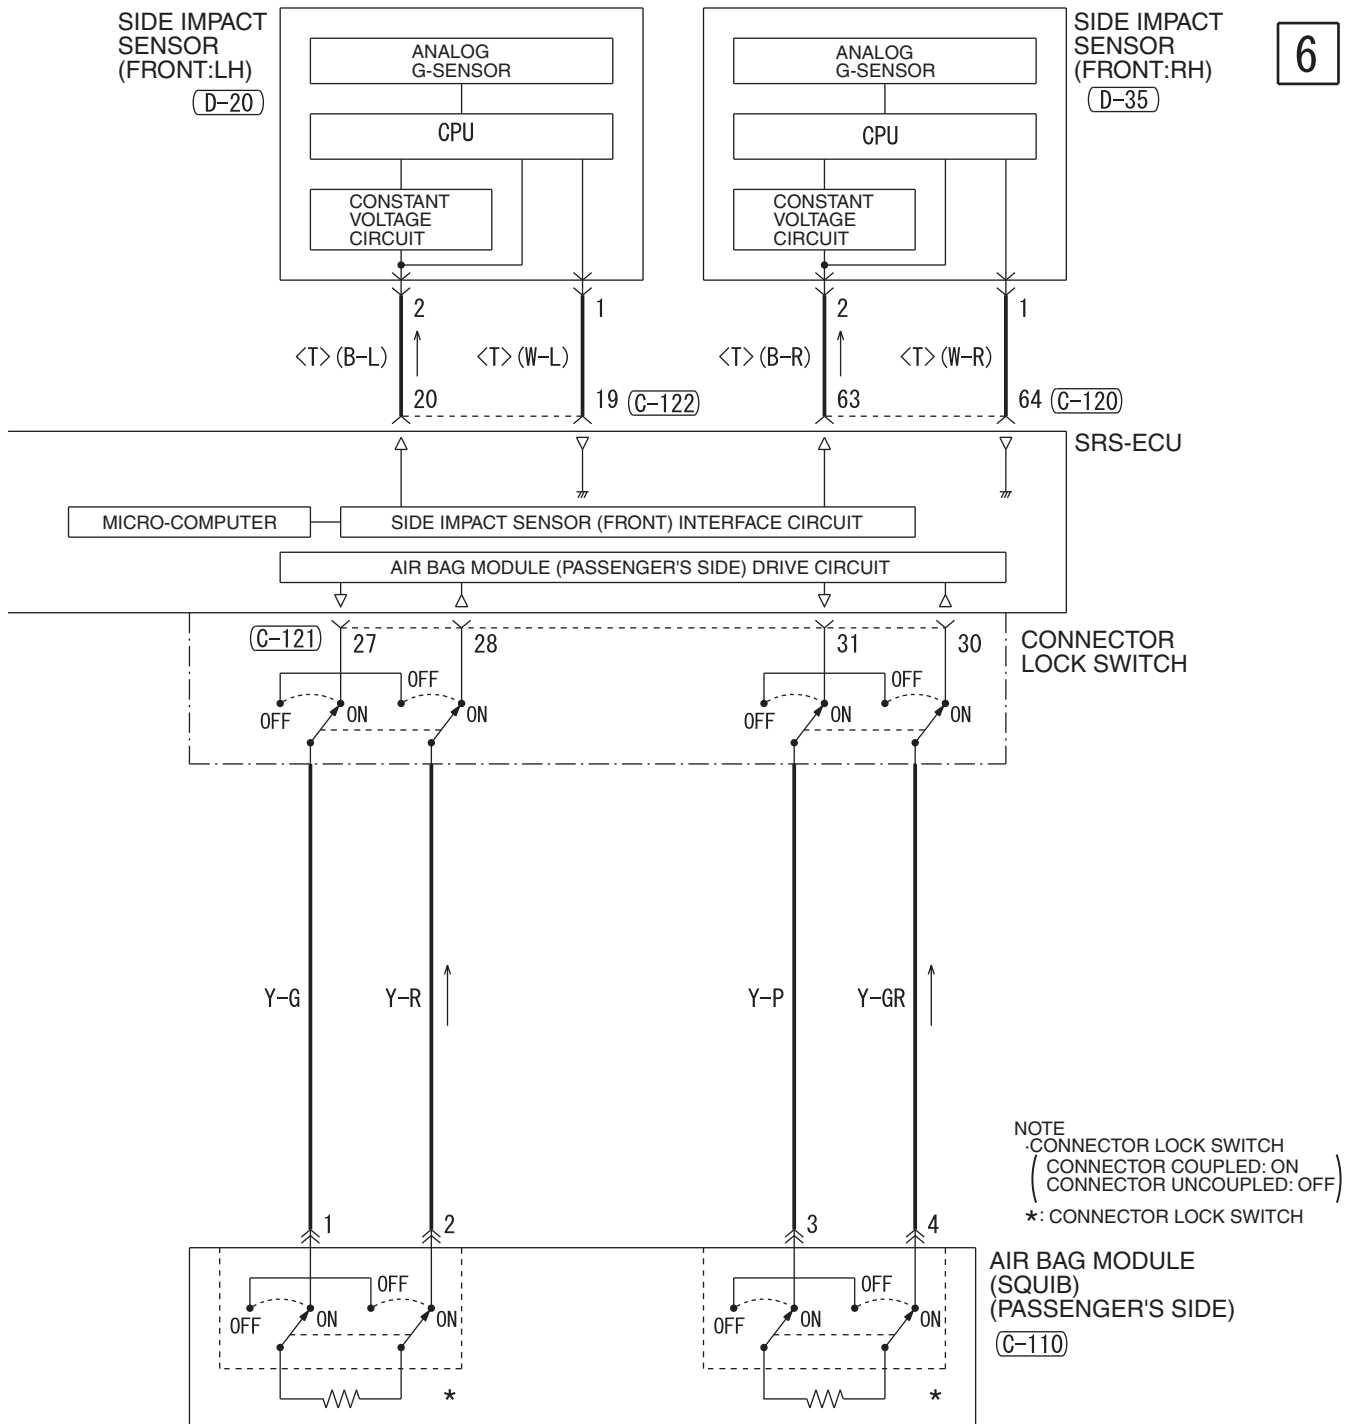 SIDE IMPACT
SENSOR
(FRONT:LH)
D-20
ANALOG
G-SENSOR
CPU
CONSTANT
VOLTAGE
CIRCUIT
ANALOG
G-SENSOR
CPU
CONSTANT
VOLTAGE
CIRCUIT
SIDE IMPACT
SENSOR
(FRONT:RH)
D-35
6
2
1
2
1
<T>(B-L)
<T>(W-L)
<T>(B-R)
<T>(W-R)
20
19
C-122
63
64
C-120
SRS-ECU
MICRO-COMPUTER
SIDE IMPACT SENSOR (FRONT) INTERFACE CIRCUIT
AIR BAG MODULE (PASSENGER'S SIDE) DRIVE CIRCUIT
C-121
27
28
31
30
CONNECTOR
LOCK SWITCH
OFF
OFF
OFF
ON
ON
OFF
ON
ON
Y-G
Y-R
Y-P
Y-GR
NOTE
·CONNECTOR LOCK SWITCH
(CONNECTOR COUPLED: ON
CONNECTOR UNCOUPLED: OFF)
*: CONNECTOR LOCK SWITCH
1
2
3
4
AIR BAG MODULE
(SQUIB)
(PASSENGER'S SIDE)
C-110
OFF
OFF
OFF
ON
ON
OFF
ON
ON
*
*